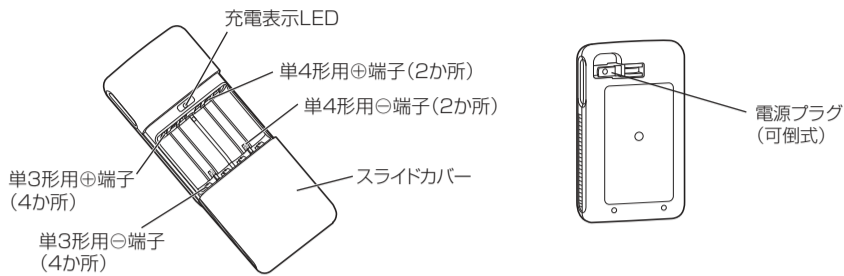 充電表示LED
単4形用⊕端子(2か所)
単4形用⊖端子(2か所)
単3形用⊕端子
(4か所)
スライドカバー
単3形用⊖端子
(4か所)
電源プラグ
(可倒式)